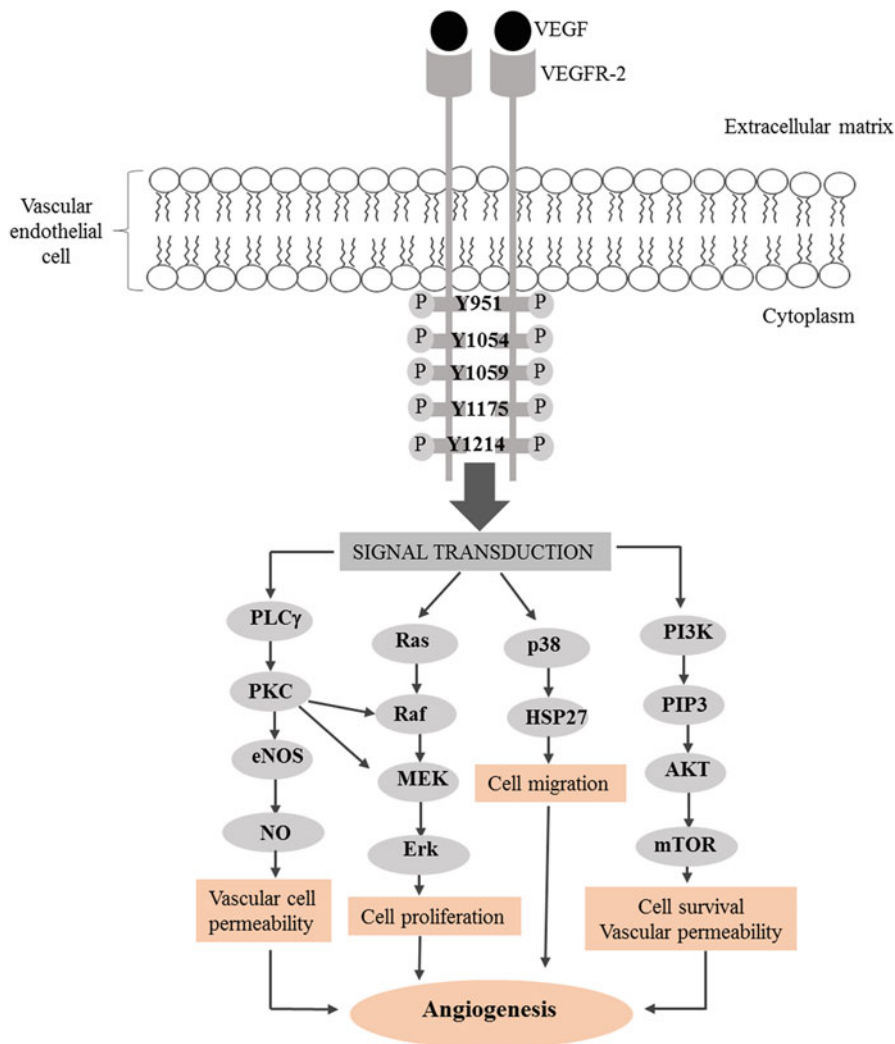 VEGF
VEGFR-2
Extracellular matrix
Vascular
endothelial
cell
Cytoplasm
P Y951 P
P Y1054 P
P Y1059 P
P Y1175 P
P Y1214 P
SIGNAL TRANSDUCTION
PLCγ
PKC
eNOS
NO
Vascular cell
permeability
Ras
Raf
MEK
Erk
Cell proliferation
p38
HSP27
Cell migration
PI3K
PIP3
AKT
mTOR
Cell survival
Vascular permeability
Angiogenesis